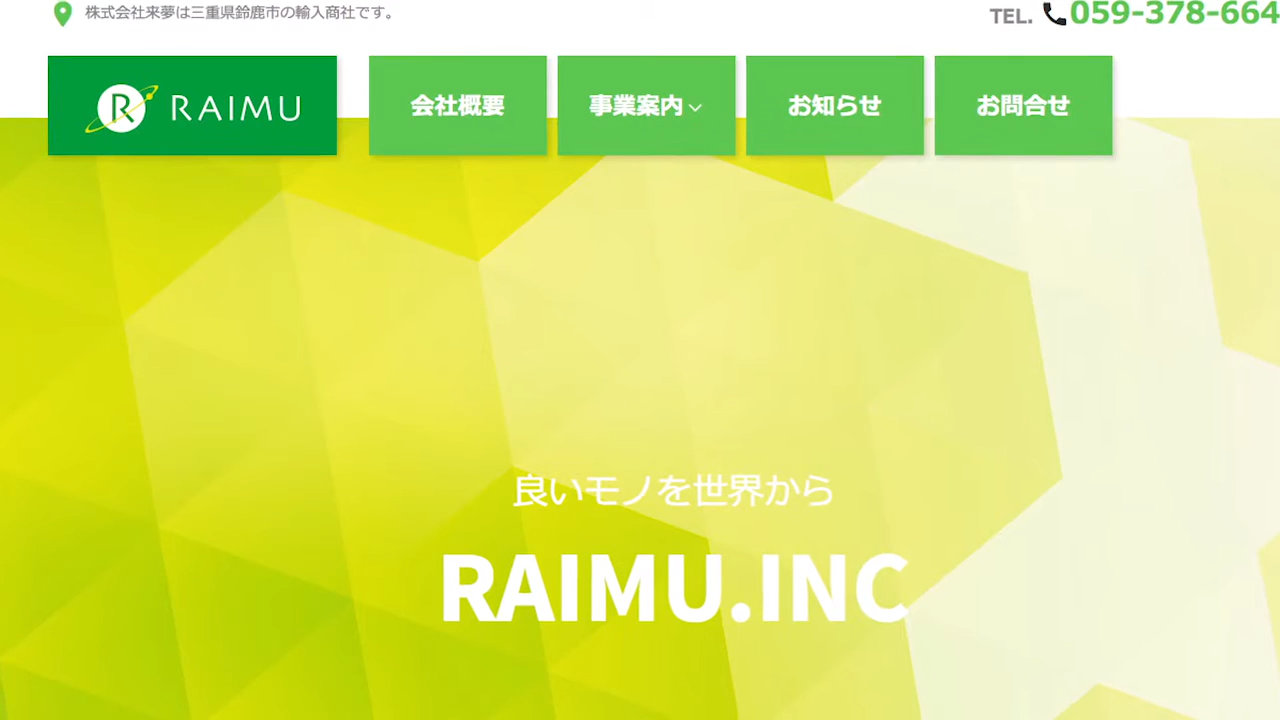 株式会社来夢は三重県鈴鹿市の輸入商社です。
TEL. 059-378-664
RAIMU
会社概要
事業案内
お知らせ
お問合せ
良いモノを世界から
RAIMU.INC